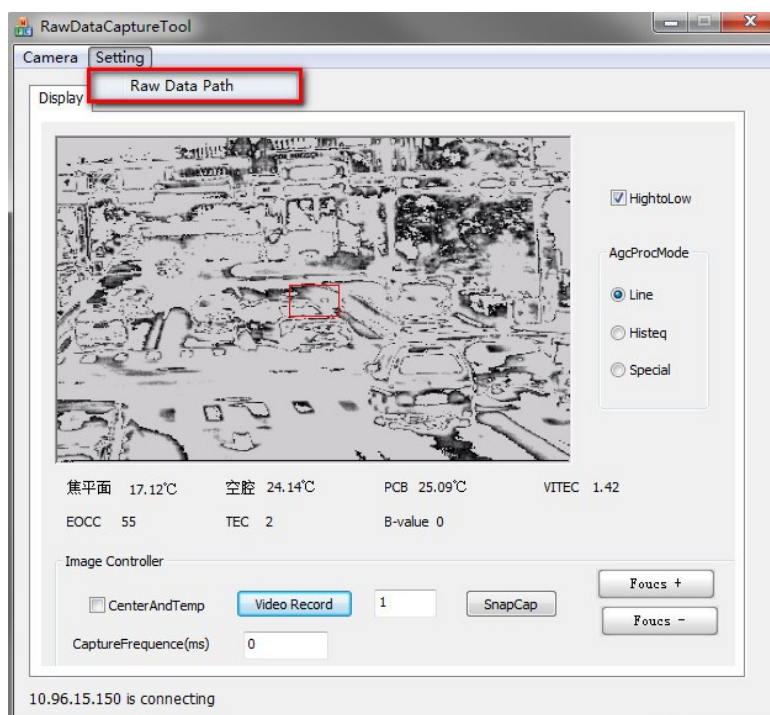 RawDataCaptureTool
Camera Setting
Raw Data Path
Display
HightoLow
AgcProcMode
Line
Histeq
Special
焦平面 17.12℃ 空腔 24.14℃ PCB 25.09℃ VITEC 1.42
EOCC 55 TEC 2 B-value 0
Image Controller
CenterAndTemp Video Record 1 SnapCap
Foucs +
Foucs -
CaptureFrequence(ms) 0
10.96.15.150 is connecting